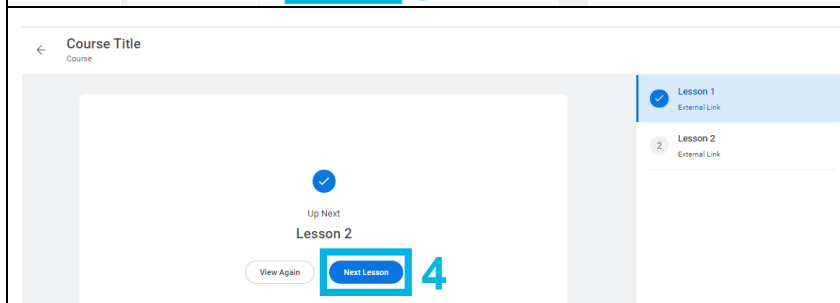 Course Title
Course
Lesson 1
External Link
2
Lesson 2
External Link
Up Next
Lesson 2
View Again
Next Lesson
4